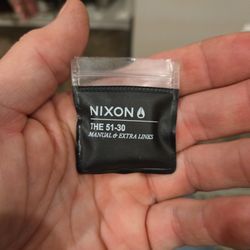 NIXON
THE 51-30
MANUAL & EXTRA LINKS